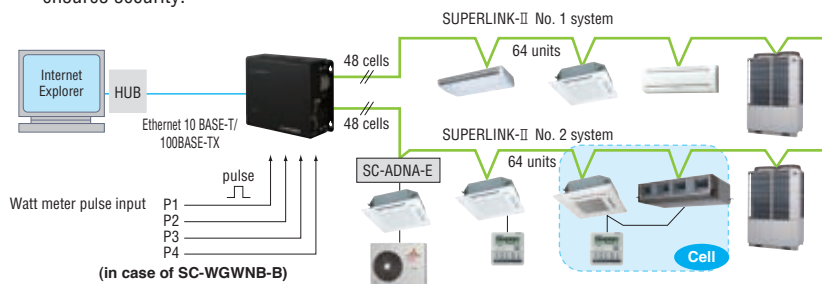 ensures security.
SUPERLINK-II No. 1 system
48 cells
64 units
Internet
Explorer
HUB
Ethernet 10 BASE-T/
100BASE-TX
48 cells
SUPERLINK-II No. 2 system
64 units
SC-ADNA-E
pulse
Watt meter pulse input
P1
P2
P3
P4
(in case of SC-WGWNB-B)
Cell